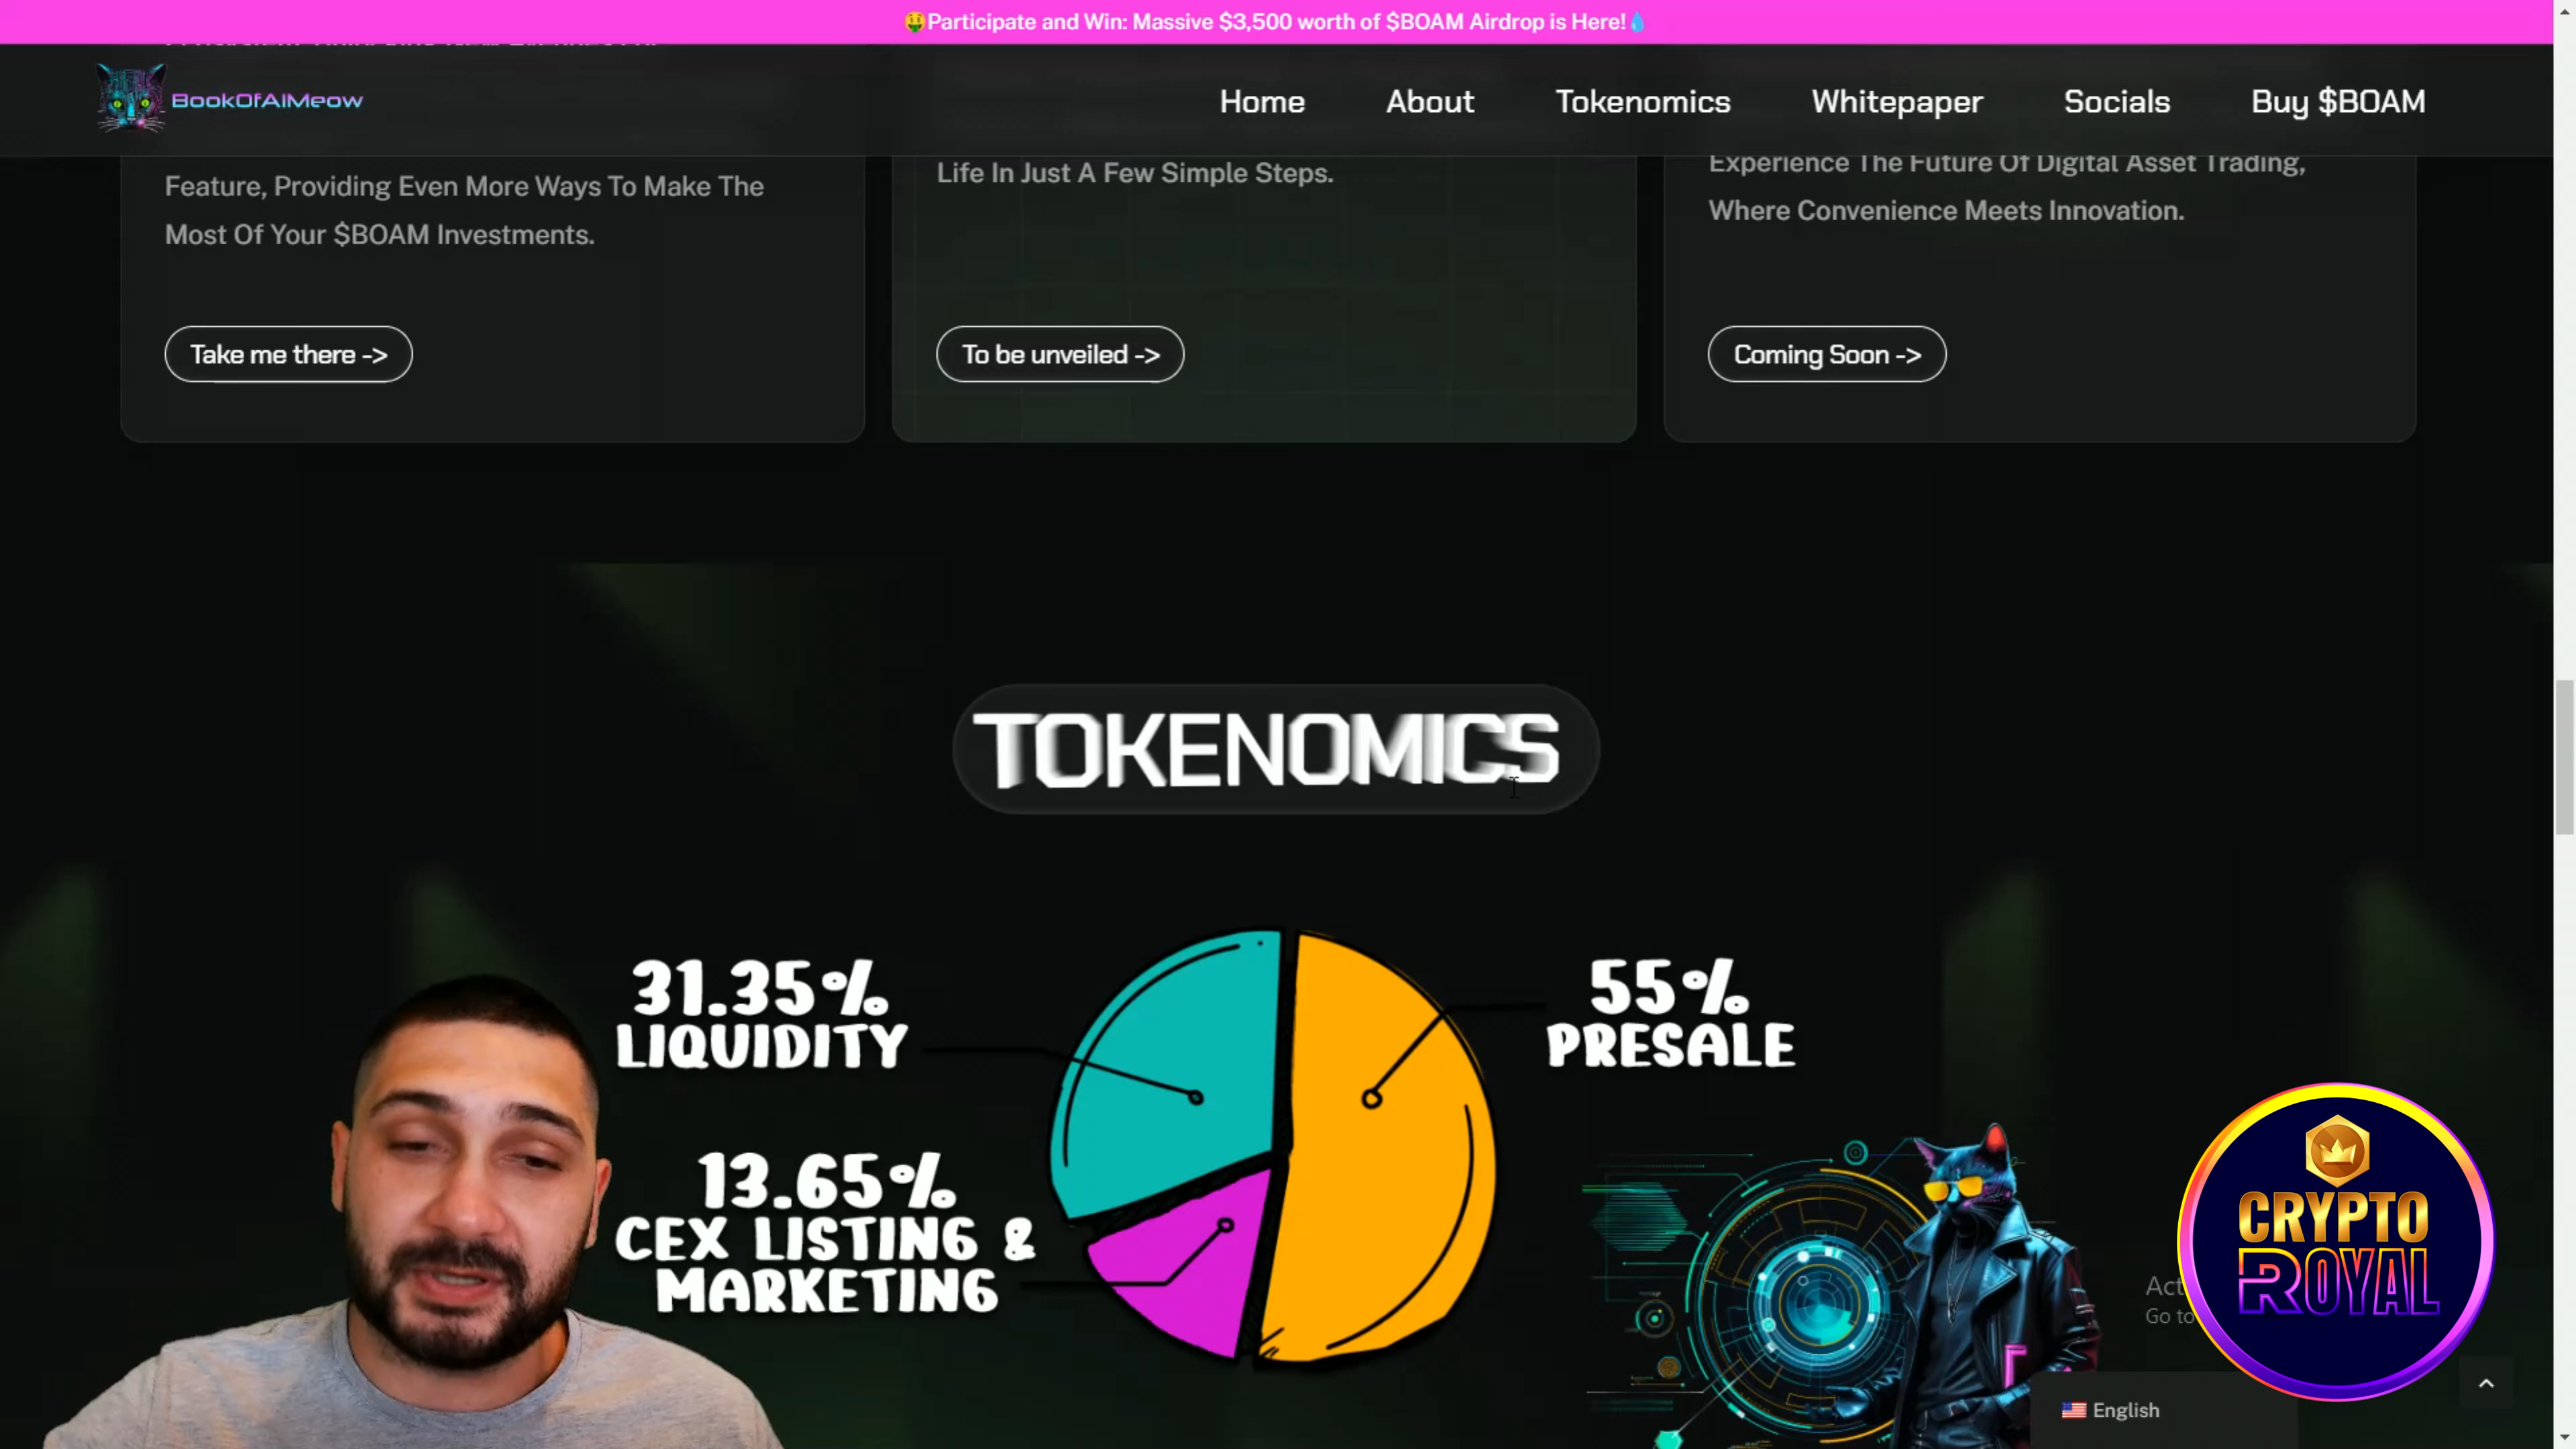 🤑Participate and Win: Massive $3,500 worth of $BOAM Airdrop is Here!💧
BookOfAIMeow
Home
About
Tokenomics
Whitepaper
Socials
Buy $BOAM
Feature, Providing Even More Ways To Make The
Most Of Your $BOAM Investments.
Take me there ->
Life In Just A Few Simple Steps.
To be unveiled ->
Experience The Future Of Digital Asset Trading,
Where Convenience Meets Innovation.
Coming Soon ->
TOKENOMICS
31.35%
LIQUIDITY
55%
PRESALE
13.65%
CEX LISTING &
MARKETING
CRYPTO
ROYAL
Go to
English